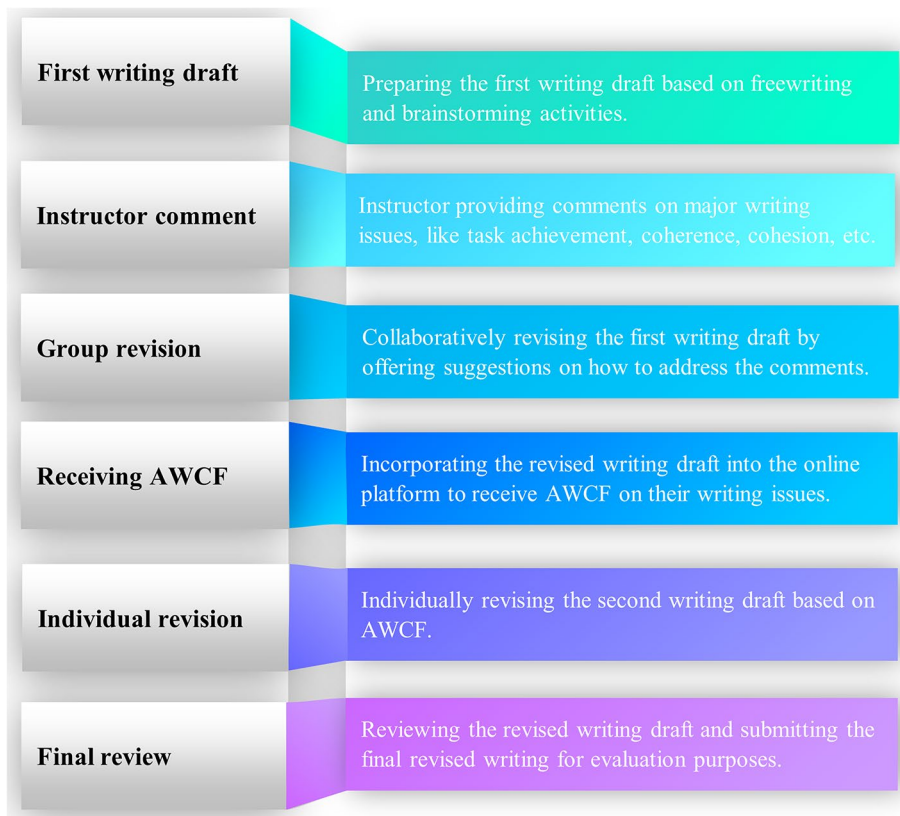 First writing draft
Preparing the first writing draft based on freewriting
and brainstorming activities.
Instructor comment
Instructor providing comments on major writing
issues, like task achievement, coherence, cohesion, etc.
Group revision
Collaboratively revising the first writing draft by
offering suggestions on how to address the comments.
Receiving AWCF
Incorporating the revised writing draft into the online
platform to receive AWCF on their writing issues.
Individual revision
Individually revising the second writing draft based on
AWCF.
Final review
Reviewing the revised writing draft and submitting the
final revised writing for evaluation purposes.